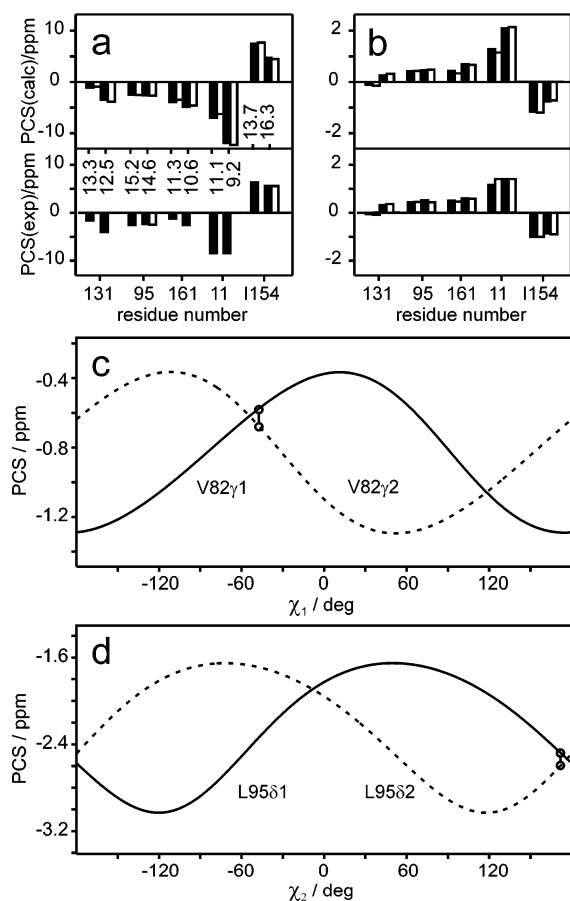 a
b
PCS(calc)/ppm
10
0
-10
2
0
-2
13.3
12.5
15.2
14.6
11.3
10.6
11.1
9.2
13.7
16.3
PCS(exp)/ppm
10
0
-10
2
0
-2
131 95 161 11 I154
residue number
131 95 161 11 I154
residue number
c
PCS / ppm
-0.4
-0.8
-1.2
V82γ1
V82γ2
-120 -60 0 60 120
χ1 / deg
d
PCS / ppm
-1.6
-2.4
-3.2
L95δ1
L95δ2
-120 -60 0 60 120
χ2 / deg